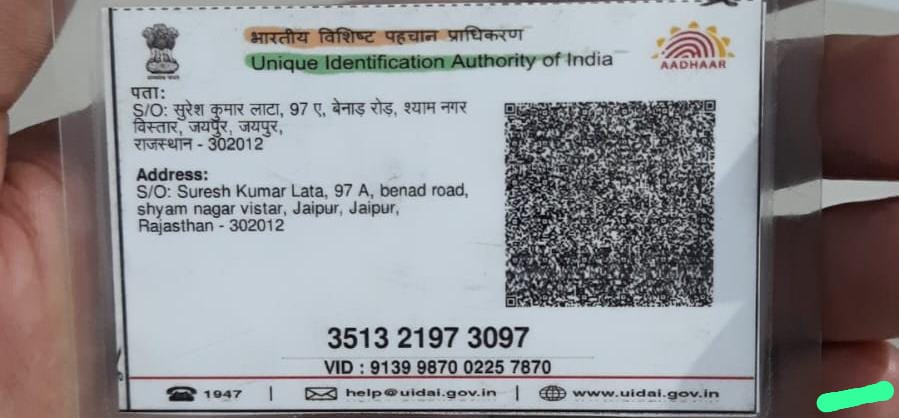 भारतीय विशिष्ट पहचान प्राधिकरण
Unique Identification Authority of India
AADHAAR
पता:
S/O: सुरेश कुमार लाटा, 97 ए, बेनाड़ रोड़, श्याम नगर
विस्तार, जयपुर, जयपुर,
राजस्थान - 302012
Address:
S/O: Suresh Kumar Lata, 97 A, benad road,
shyam nagar vistar, Jaipur, Jaipur,
Rajasthan - 302012
3513 2197 3097
VID : 9139 9870 0225 7870
1947 | help@uidai.gov.in | www.uidai.gov.in